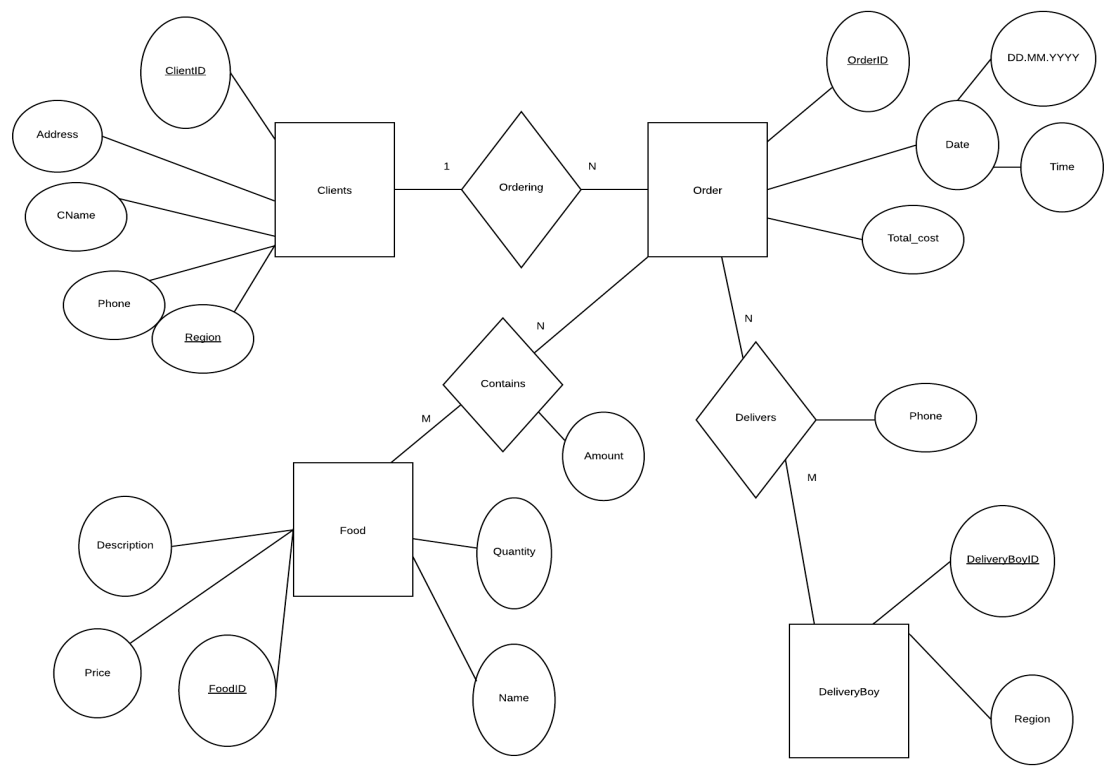 ClientID
OrderID
DD.MM.YYYY
Address
Date
Time
1
N
Clients
Ordering
Order
CName
Total_cost
Phone
Region
N
N
Contains
M
Delivers
Phone
Amount
M
Food
Description
Quantity
DeliveryBoyID
Price
FoodID
Name
DeliveryBoy
Region